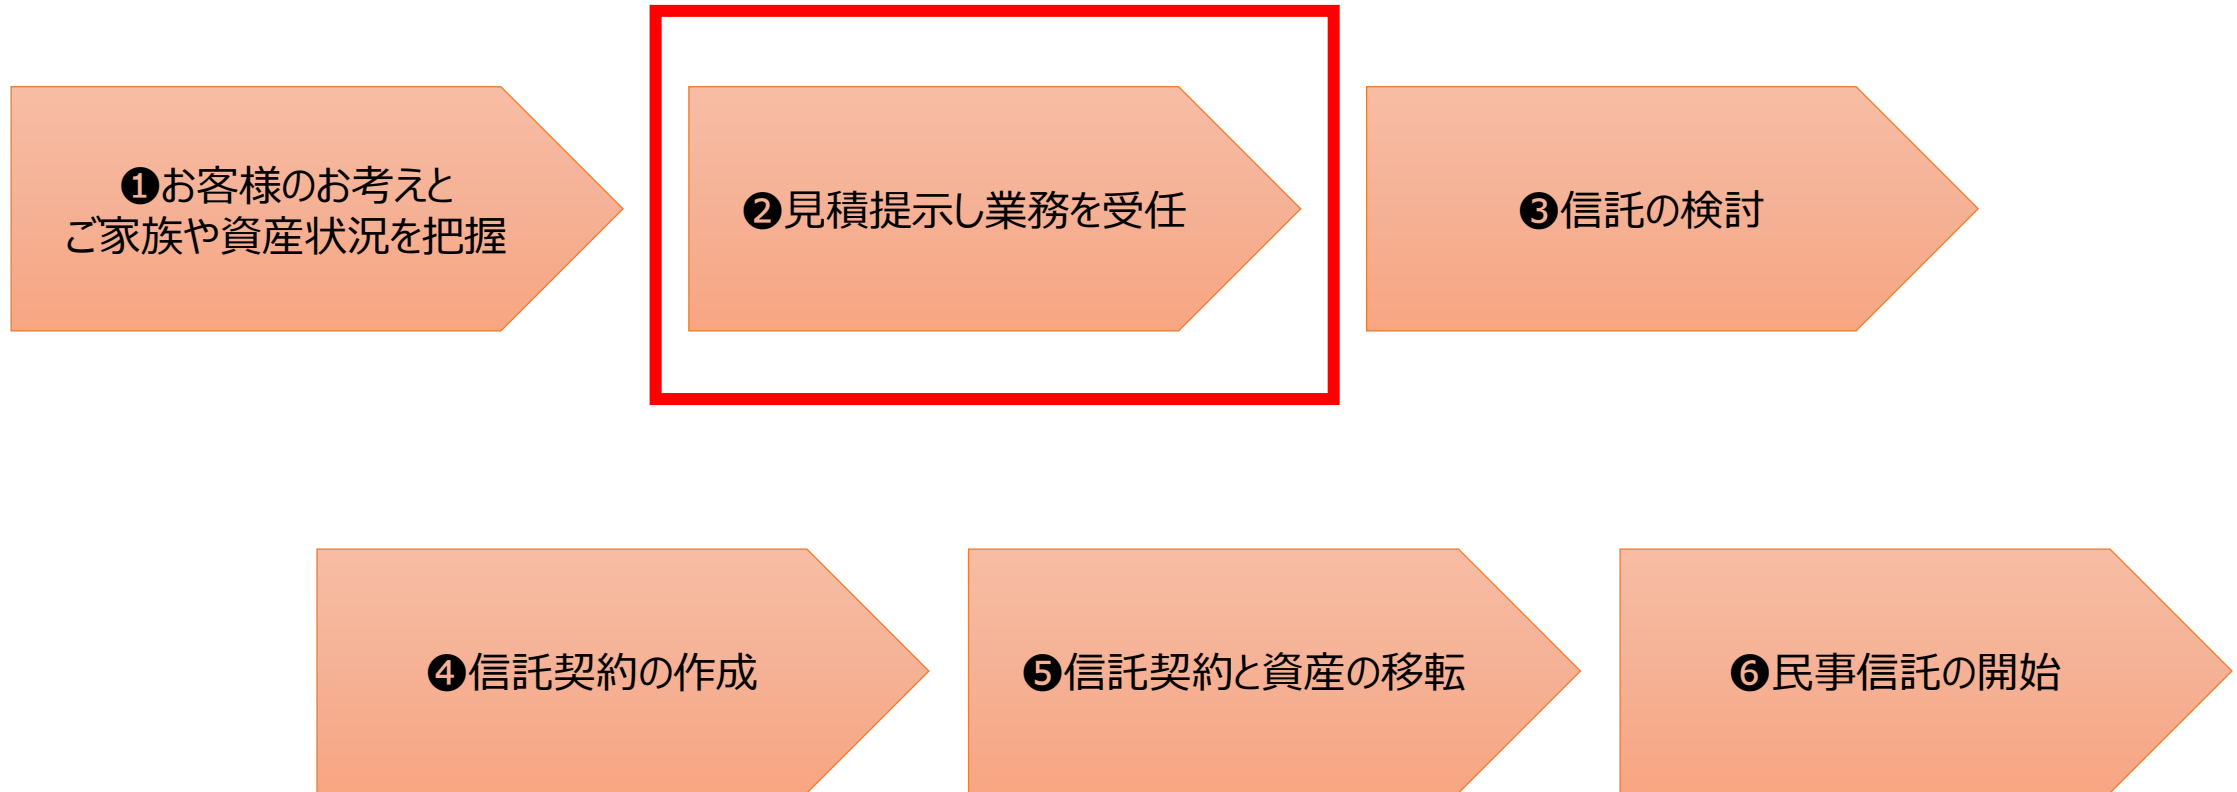 ❶お客様のお考えと
ご家族や資産状況を把握
❷見積提示し業務を受任
❸信託の検討
❹信託契約の作成
❺信託契約と資産の移転
❻民事信託の開始